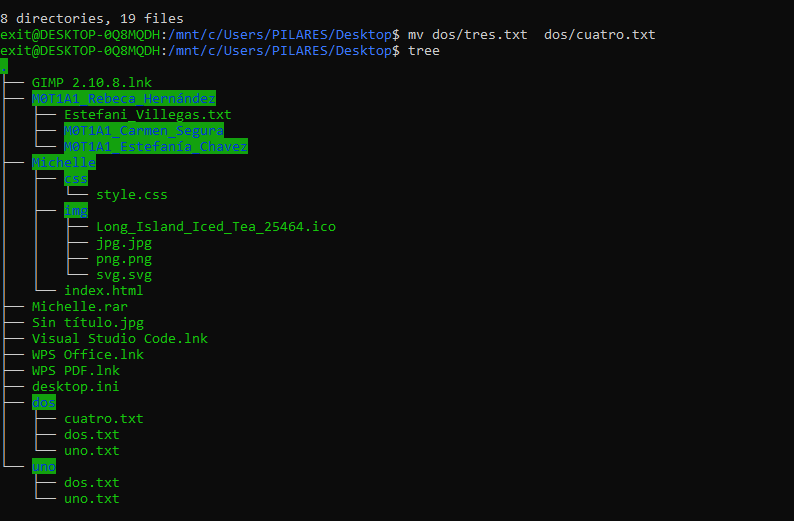 8 directories, 19 files
exit@DESKTOP-0Q8MQDH:/mnt/c/Users/PILARES/Desktop$ mv dos/tres.txt  dos/cuatro.txt
exit@DESKTOP-0Q8MQDH:/mnt/c/Users/PILARES/Desktop$ tree
.
├── GIMP 2.10.8.lnk
├── M0T1A1_Rebeca_Hernández
│   ├── Estefani_Villegas.txt
│   ├── M0T1A1_Carmen_Segura
│   └── M0T1A1_Estefanía_Chavez
├── Michelle
│   ├── css
│   │   └── style.css
│   ├── img
│   │   ├── Long_Island_Iced_Tea_25464.ico
│   │   ├── jpg.jpg
│   │   ├── png.png
│   │   └── svg.svg
│   └── index.html
├── Michelle.rar
├── Sin título.jpg
├── Visual Studio Code.lnk
├── WPS Office.lnk
├── WPS PDF.lnk
├── desktop.ini
├── dos
│   ├── cuatro.txt
│   ├── dos.txt
│   └── uno.txt
└── uno
    ├── dos.txt
    └── uno.txt